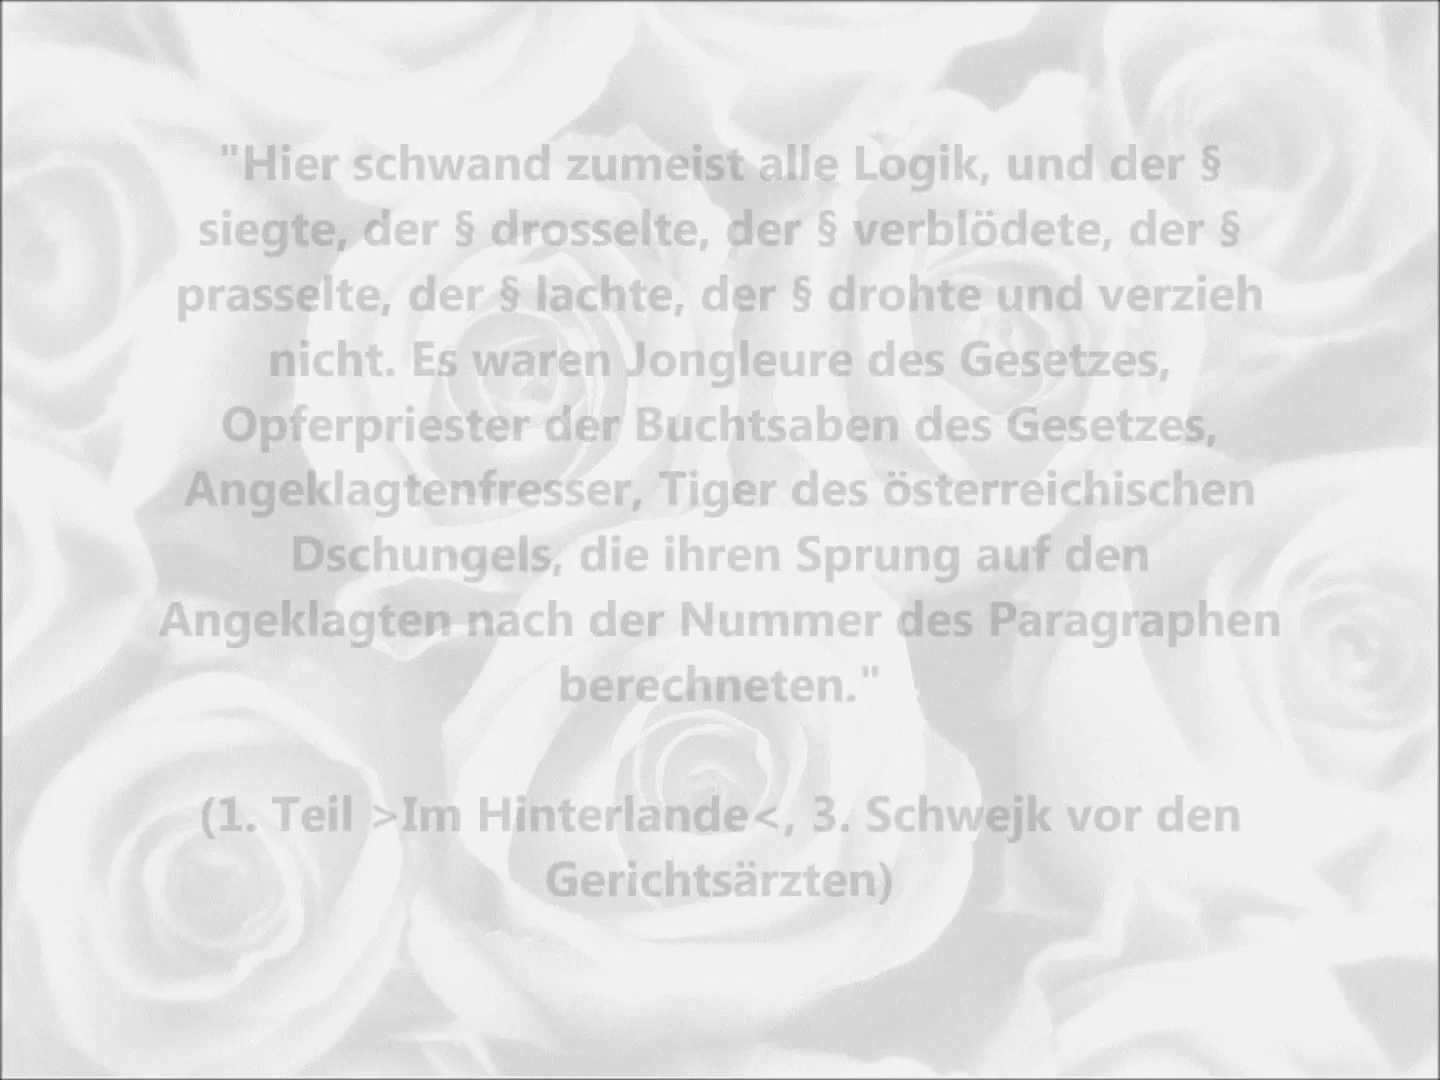 "Hier schwand zumeist alle Logik, und der §
siegte, der § drosselte, der § verblödete, der §
prasselte, der § lachte, der § drohte und verzieh
nicht. Es waren Jongleure des Gesetzes,
Opferpriester der Buchtsaben des Gesetzes,
Angeklagtenfresser, Tiger des österreichischen
Dschungels, die ihren Sprung auf den
Angeklagten nach der Nummer des Paragraphen
berechneten."
(1. Teil >Im Hinterlande<, 3. Schwejk vor den
Gerichtsärzten)